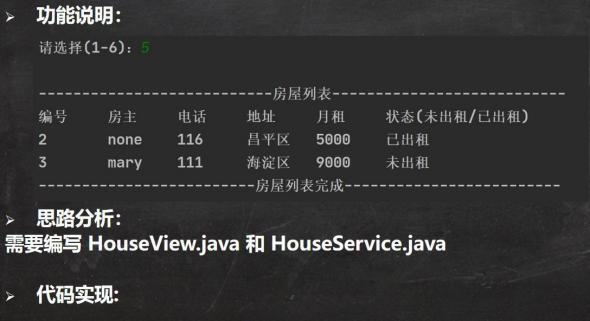 ➢ 功能说明：
请选择(1-6)：5
----------------------------房屋列表----------------------------
编号 房主 电话 地址 月租 状态(未出租/已出租)
2 none 116 昌平区 5000 已出租
3 mary 111 海淀区 9000 未出租
--------------------------房屋列表完成--------------------------
➢ 思路分析：
需要编写 HouseView.java 和 HouseService.java
➢ 代码实现: